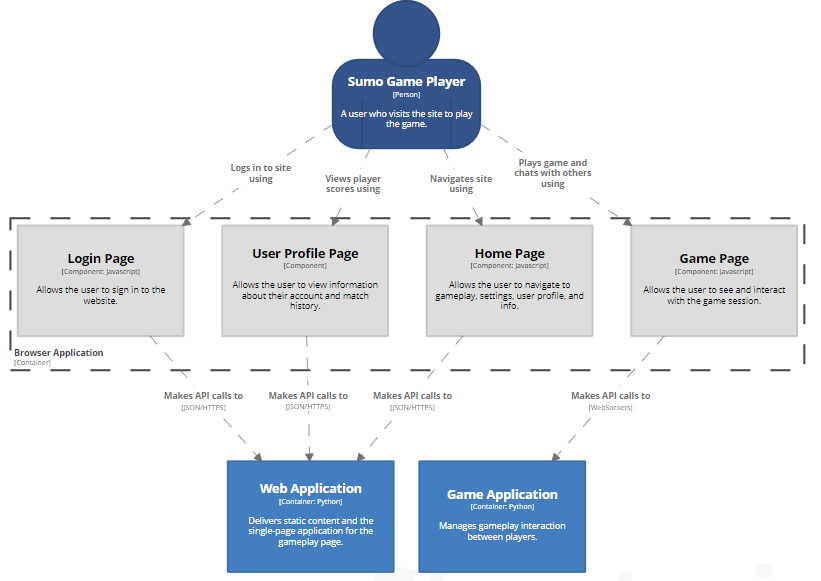 Sumo Game Player
[Person]
A user who visits the site to play
the game.
Logs in to site
using
Views player
scores using
Navigates site
using
Plays game and
chats with others
using
Login Page
[Component: Javascript]
Allows the user to sign in to the
website.
User Profile Page
[Component]
Allows the user to view information
about their account and match
history.
Home Page
[Component: Javascript]
Allows the user to navigate to
gameplay, settings, user profile, and
info.
Game Page
[Component: Javascript]
Allows the user to see and interact
with the game session.
Browser Application
[Container]
Makes API calls to
[JSON/HTTPS]
Makes API calls to
[JSON/HTTPS]
Makes API calls to
[JSON/HTTPS]
Makes API calls to
[WebSockets]
Web Application
[Container: Python]
Delivers static content and the
single-page application for the
gameplay page.
Game Application
[Container: Python]
Manages gameplay interaction
between players.